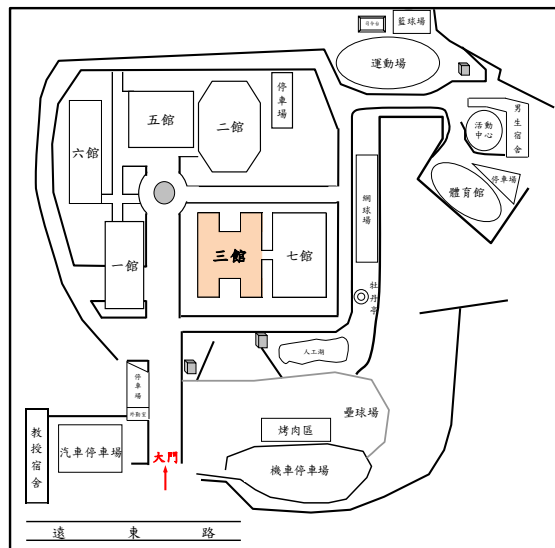 司令台
籃球場
運動場
停車場
五館
二館
六館
男生宿舍
活動中心
停車場
體育館
網球場
一館
三館
七館
牡丹亭
人工湖
停車場
壘球場
教授宿舍
汽車停車場
大門
烤肉區
機車停車場
遠東路